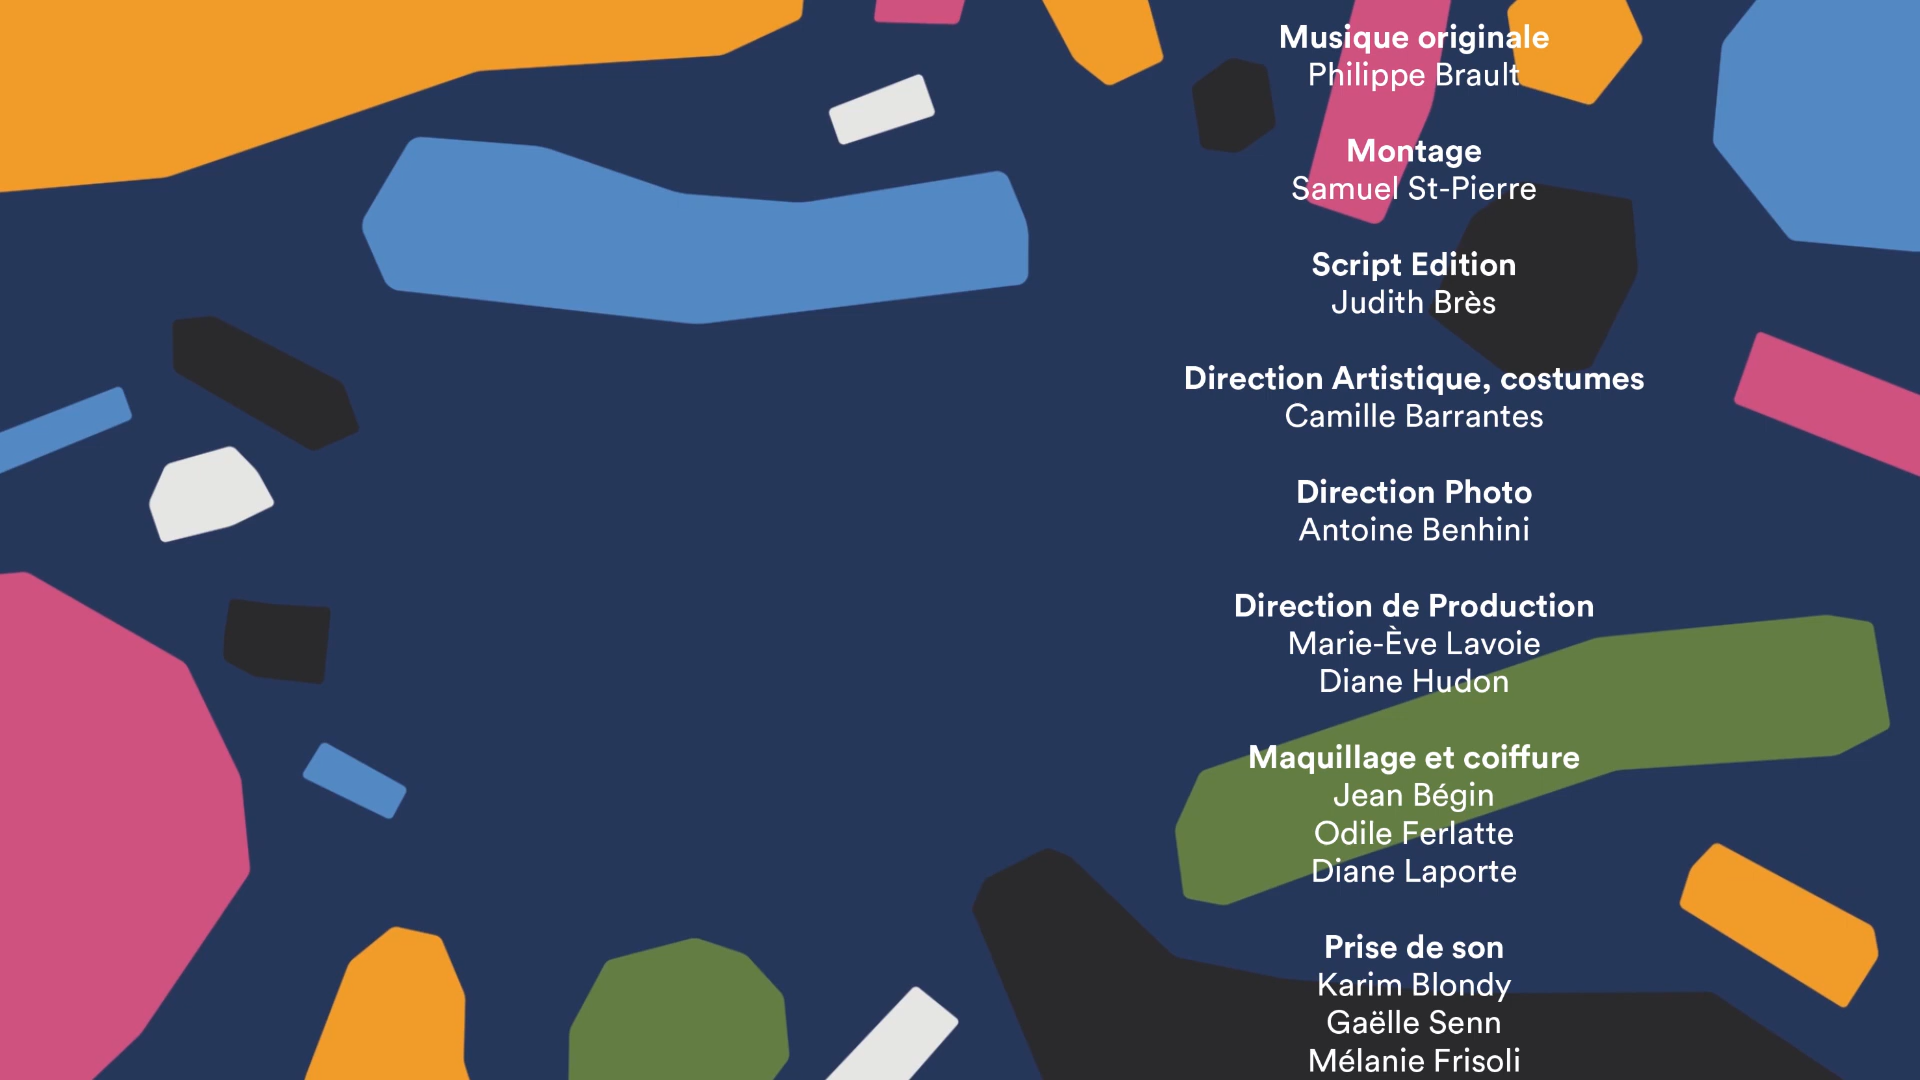 Musique originale
Philippe Brault
Montage
Samuel St-Pierre
Script Edition
Judith Brès
Direction Artistique, costumes
Camille Barrantes
Direction Photo
Antoine Benhini
Direction de Production
Marie-Ève Lavoie
Diane Hudon
Maquillage et coiffure
Jean Bégin
Odile Ferlatte
Diane Laporte
Prise de son
Karim Blondy
Gaëlle Senn
Mélanie Frisoli